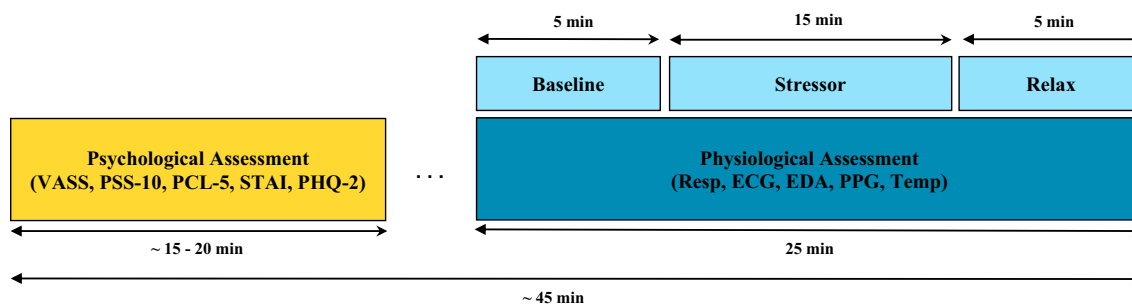 5 min
15 min
5 min
Baseline
Stressor
Relax
Psychological Assessment
(VASS, PSS-10, PCL-5, STAI, PHQ-2)
. . .
Physiological Assessment
(Resp, ECG, EDA, PPG, Temp)
~ 15 - 20 min
25 min
~ 45 min